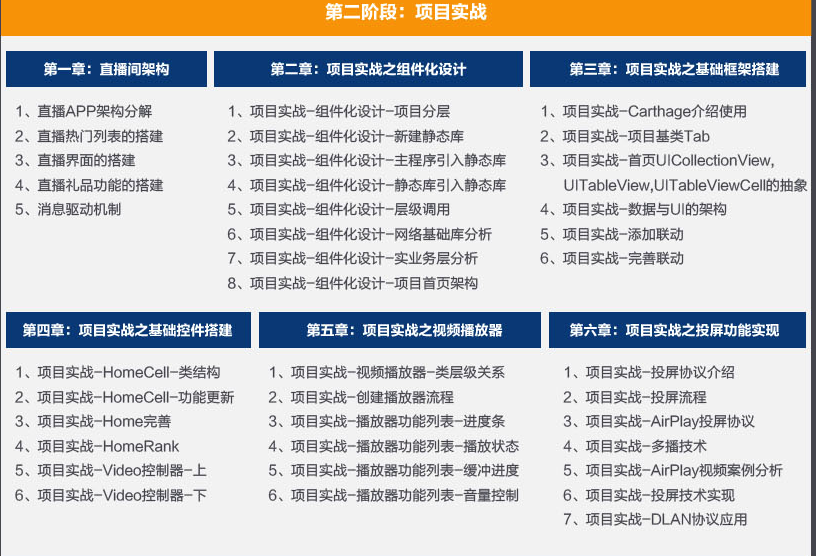 第二阶段：项目实战
第一章：直播间架构
1、直播APP架构分解
2、直播热门列表的搭建
3、直播界面的搭建
4、直播礼品功能的搭建
5、消息驱动机制
第二章：项目实战之组件化设计
1、项目实战-组件化设计-项目分层
2、项目实战-组件化设计-新建静态库
3、项目实战-组件化设计-主程序引入静态库
4、项目实战-组件化设计-静态库引入静态库
5、项目实战-组件化设计-层级调用
6、项目实战-组件化设计-网络基础库分析
7、项目实战-组件化设计-实业务层分析
8、项目实战-组件化设计-项目首页架构
第三章：项目实战之基础框架搭建
1、项目实战-Carthage介绍使用
2、项目实战-项目基类Tab
3、项目实战-首页UICollectionView,
UITableView,UITableViewCell的抽象
4、项目实战-数据与UI的架构
5、项目实战-添加联动
6、项目实战-完善联动
第四章：项目实战之基础控件搭建
1、项目实战-HomeCell-类结构
2、项目实战-HomeCell-功能更新
3、项目实战-Home完善
4、项目实战-HomeRank
5、项目实战-Video控制器-上
6、项目实战-Video控制器-下
第五章：项目实战之视频播放器
1、项目实战-视频播放器-类层级关系
2、项目实战-创建播放器流程
3、项目实战-播放器功能列表-进度条
4、项目实战-播放器功能列表-播放状态
5、项目实战-播放器功能列表-缓冲进度
6、项目实战-播放器功能列表-音量控制
第六章：项目实战之投屏功能实现
1、项目实战-投屏协议介绍
2、项目实战-投屏流程
3、项目实战-AirPlay投屏协议
4、项目实战-多播技术
5、项目实战-AirPlay视频案例分析
6、项目实战-投屏技术实现
7、项目实战-DLAN协议应用